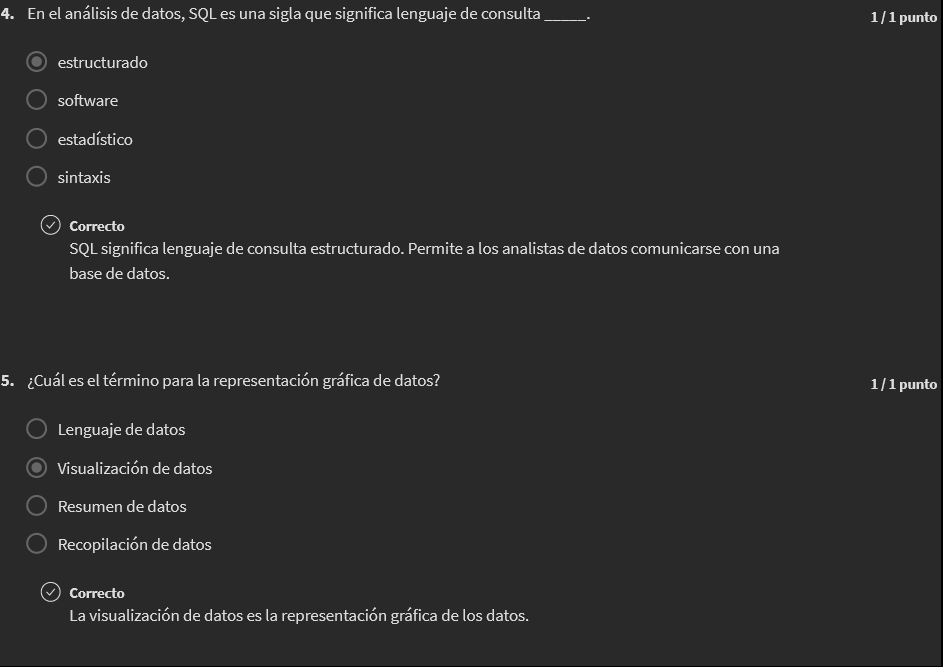 4. En el análisis de datos, SQL es una sigla que significa lenguaje de consulta _____.
1 / 1 punto
estructurado
software
estadístico
sintaxis
Correcto
SQL significa lenguaje de consulta estructurado. Permite a los analistas de datos comunicarse con una
base de datos.
5. ¿Cuál es el término para la representación gráfica de datos?
1 / 1 punto
Lenguaje de datos
Visualización de datos
Resumen de datos
Recopilación de datos
Correcto
La visualización de datos es la representación gráfica de los datos.